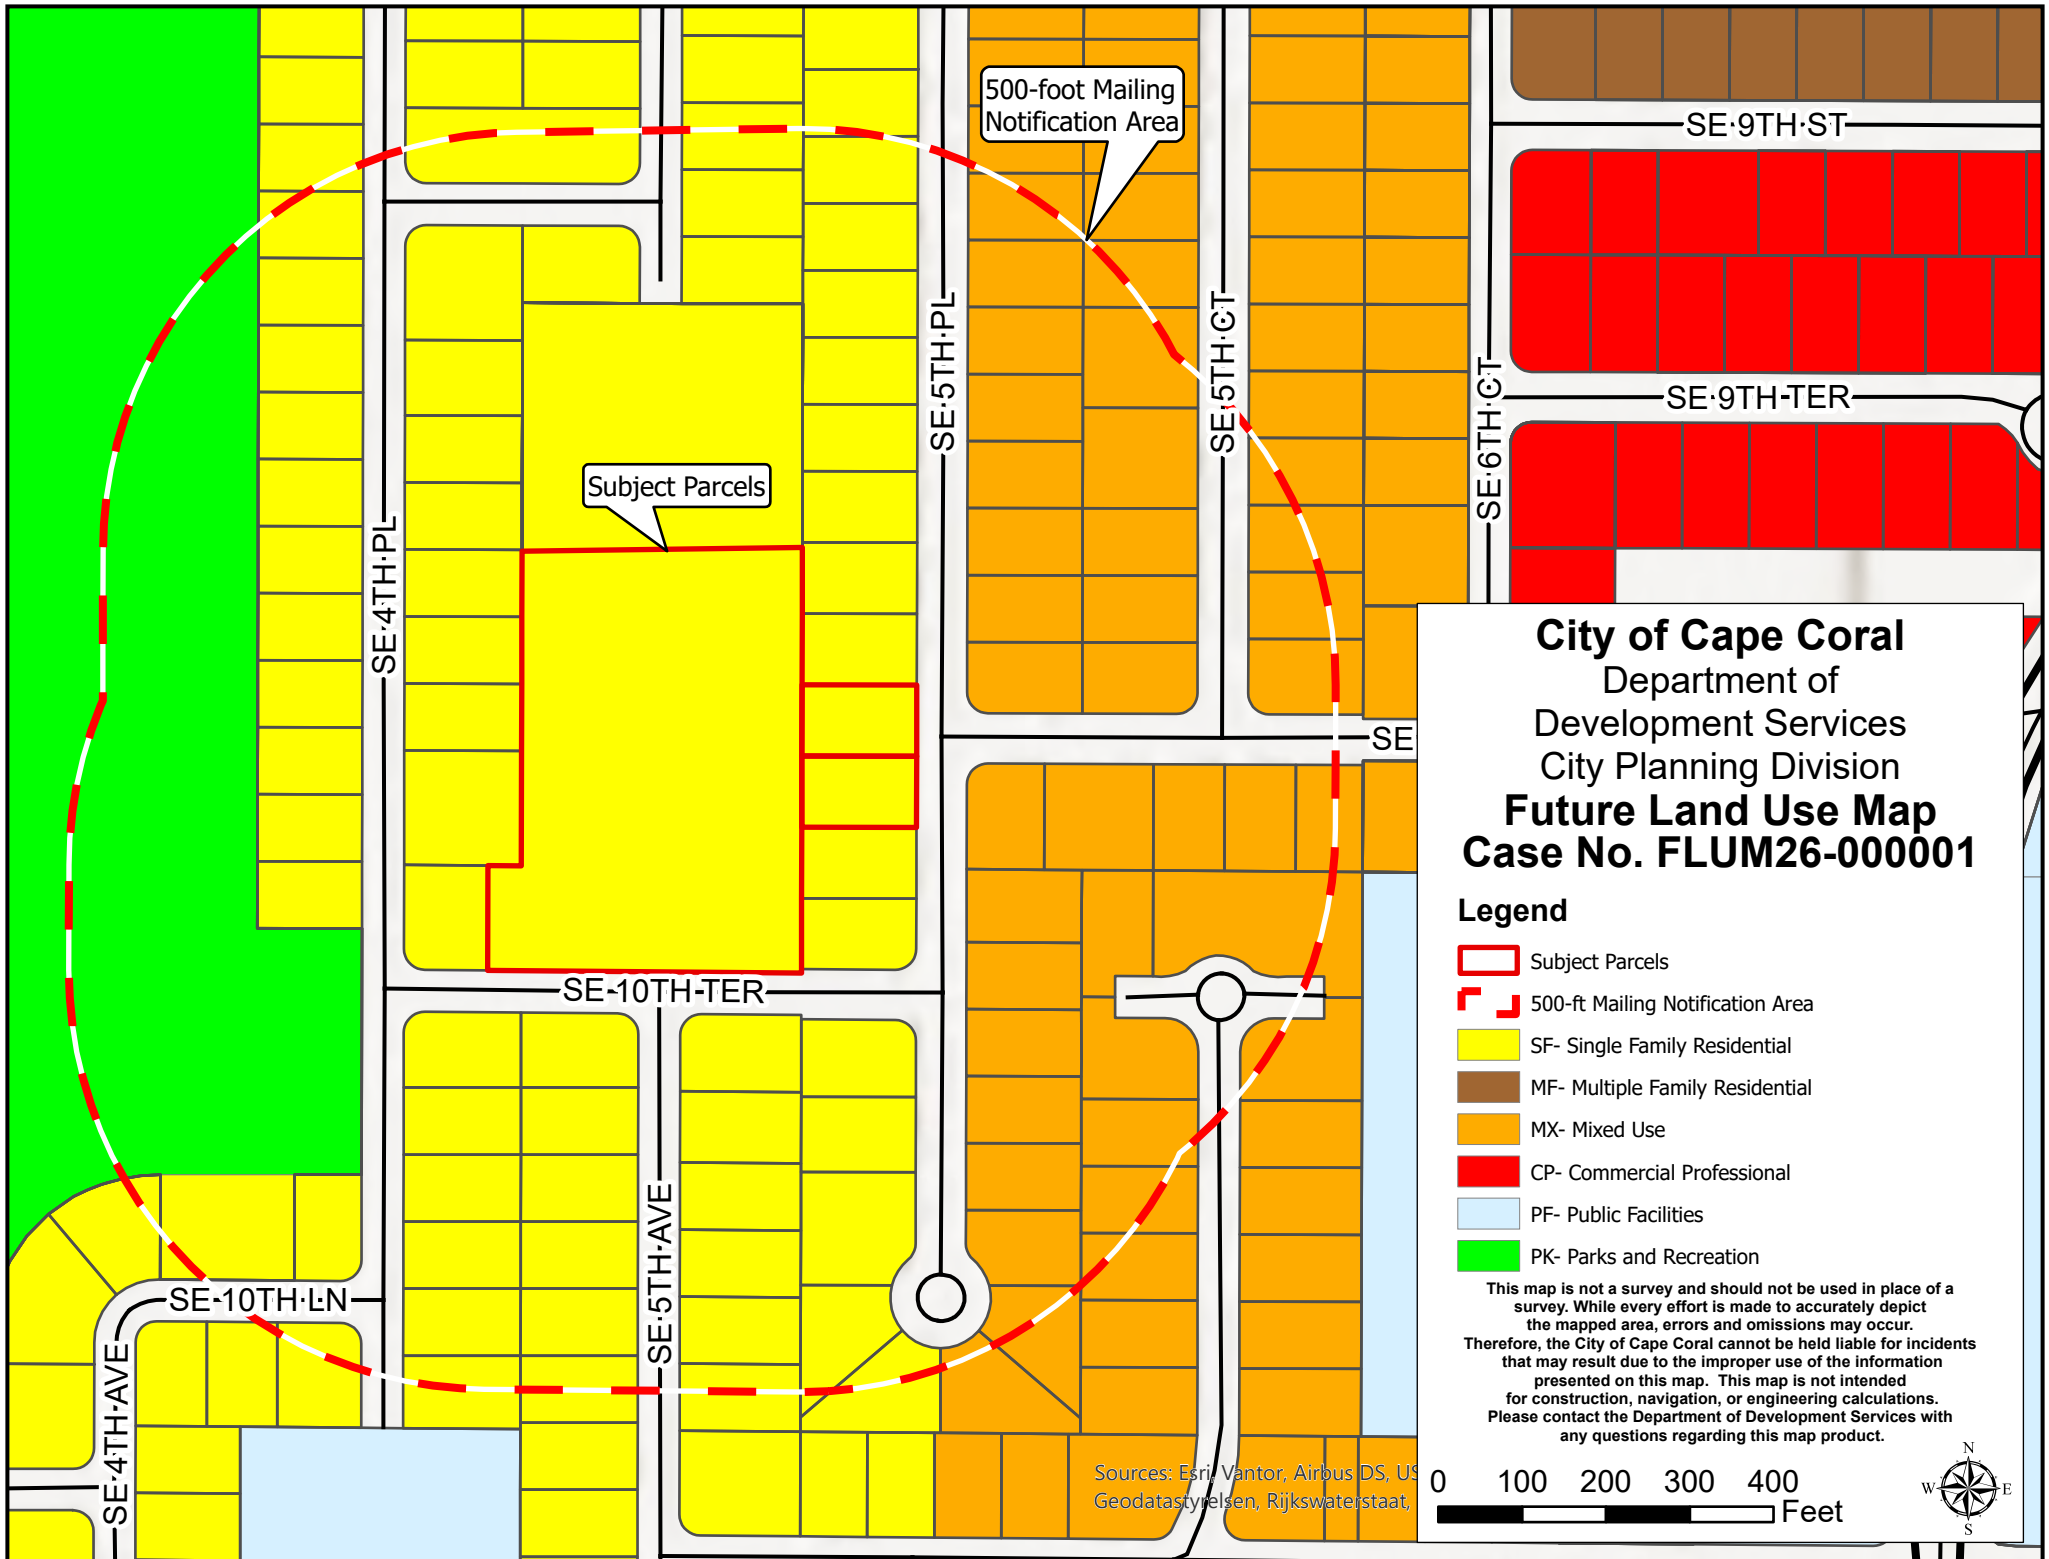 500-foot Mailing
Notification Area
SE 9TH ST
SE 5TH PL
SE 5TH CT
SE 6TH CT
SE 9TH TER
Subject Parcels
SE 4TH PL
SE
SE 10TH TER
SE 5TH AVE
SE 10TH LN
SE 4TH AVE
City of Cape Coral
Department of
Development Services
City Planning Division
Future Land Use Map
Case No. FLUM26-000001
Legend
Subject Parcels
500-ft Mailing Notification Area
SF- Single Family Residential
MF- Multiple Family Residential
MX- Mixed Use
CP- Commercial Professional
PF- Public Facilities
PK- Parks and Recreation
This map is not a survey and should not be used in place of a
survey. While every effort is made to accurately depict
the mapped area, errors and omissions may occur.
Therefore, the City of Cape Coral cannot be held liable for incidents
that may result due to the improper use of the information
presented on this map. This map is not intended
for construction, navigation, or engineering calculations.
Please contact the Department of Development Services with
any questions regarding this map product.
Sources: Esri, Vantor, Airbus DS, US
Geodatastyrelsen, Rijkswaterstaat,
0 100 200 300 400
Feet
N
W E
S